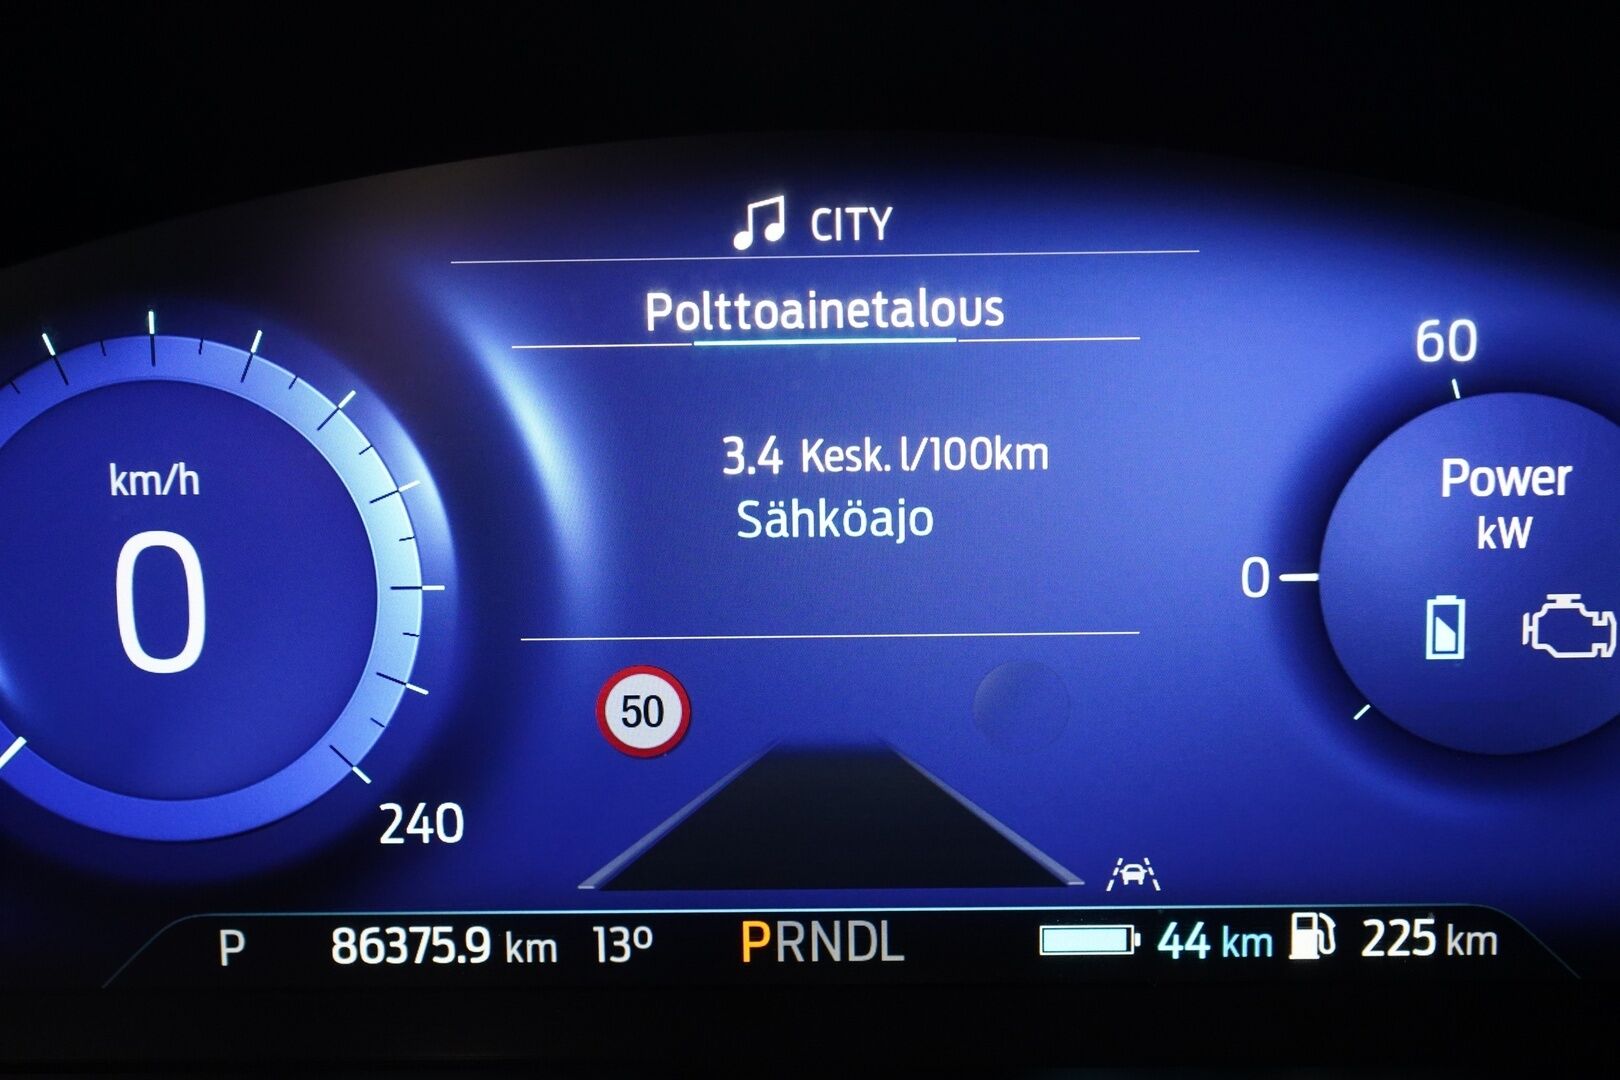 CITY
Polttoainetalous
3.4 Kesk. l/100km
Sähköajo
km/h
0
240
50
60
Power
kW
0
P 86375.9 km 13º PRNDL 44 km 225 km